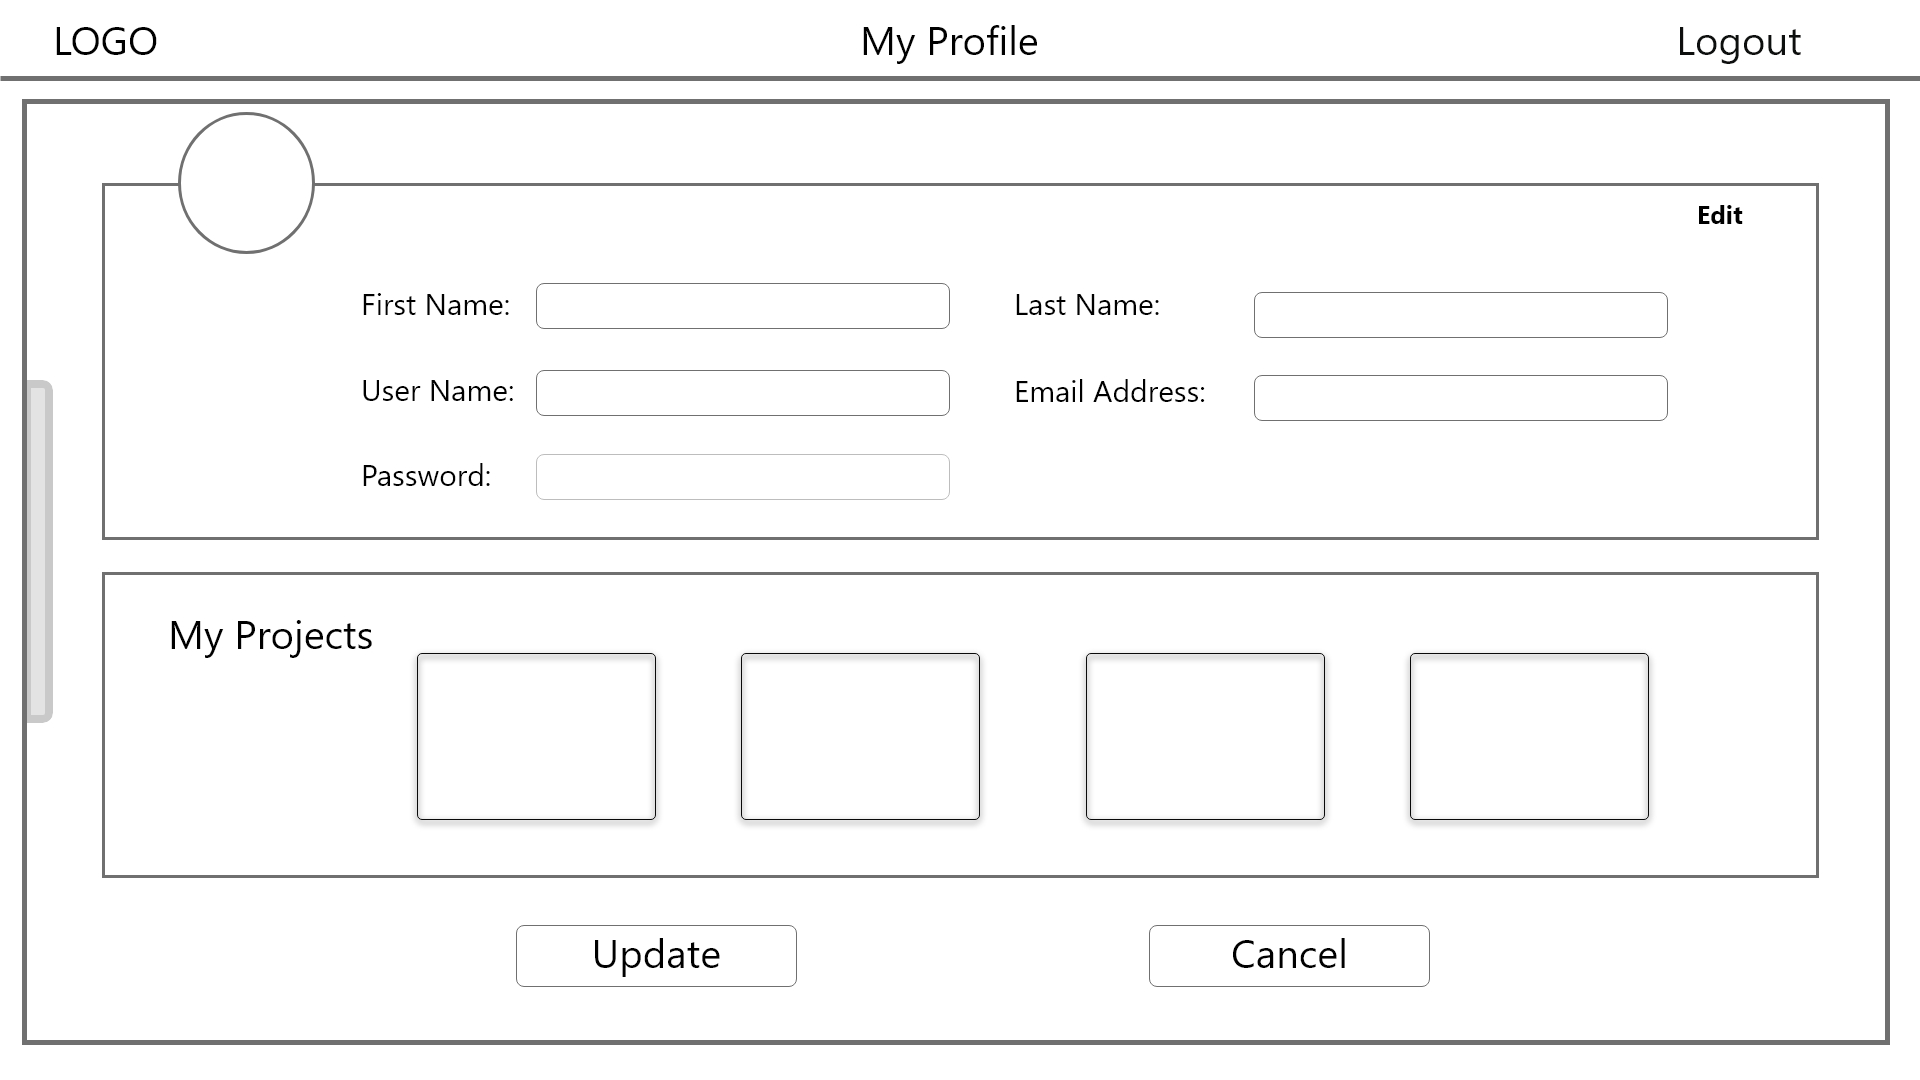 LOGO
My Profile
Logout
Edit
First Name:
Last Name:
User Name:
Email Address:
Password:
My Projects
Update
Cancel